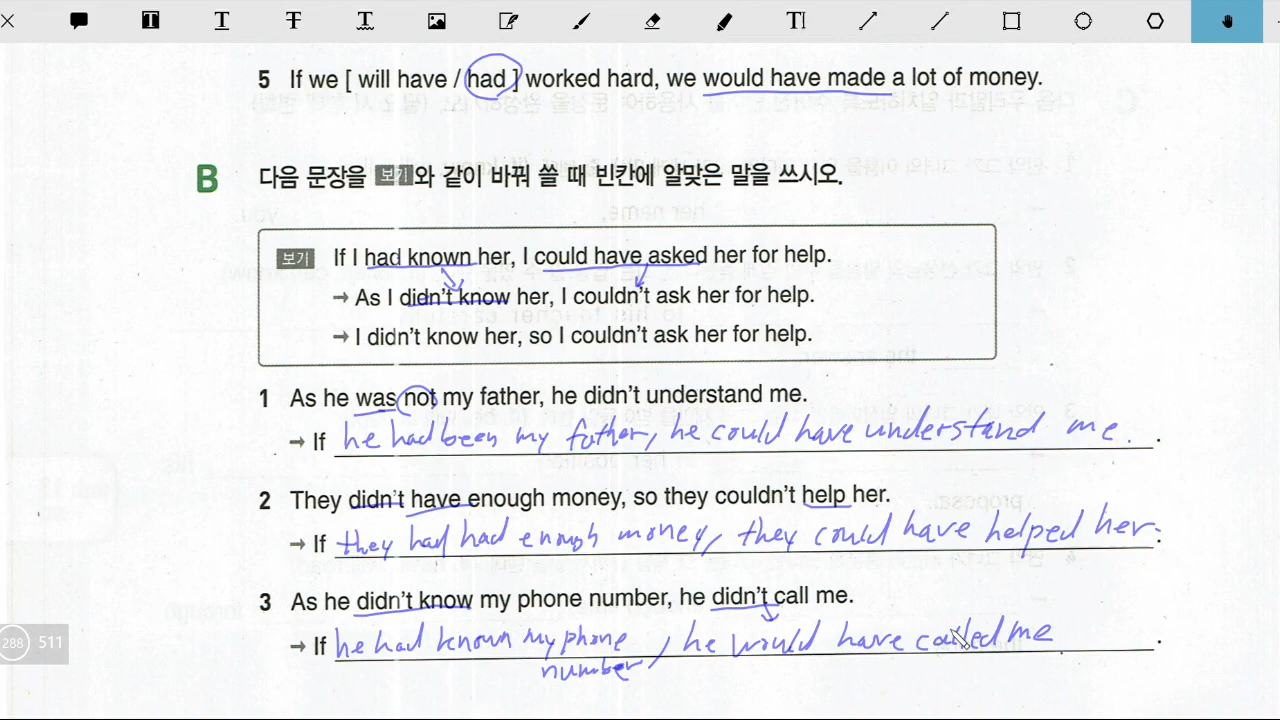 5 If we [ will have / had ] worked hard, we would have made a lot of money.
B 다음 문장을 보기와 같이 바꿔 쓸 때 빈칸에 알맞은 말을 쓰시오.
보기 If I had known her, I could have asked her for help.
→ As I didn't know her, I couldn't ask her for help.
→ I didn't know her, so I couldn't ask her for help.
1 As he was not my father, he didn't understand me.
→ If he had been my father, he could have understand me. .
2 They didn't have enough money, so they couldn't help her.
→ If they had had enough money, they could have helped her. .
3 As he didn't know my phone number, he didn't call me.
→ If he had known my phone number, he would have called me .
288 511